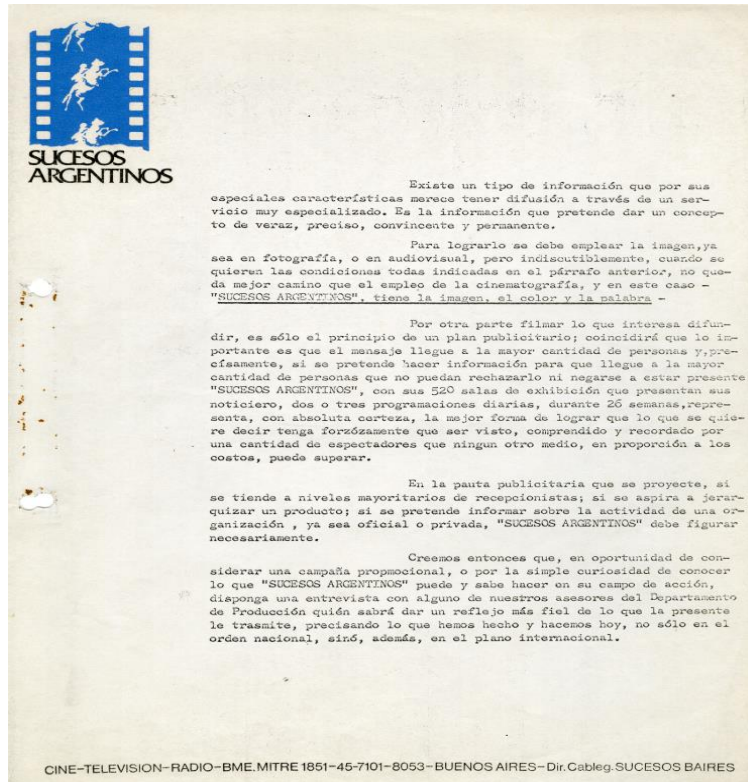 SUCESOS
ARGENTINOS
Existe un tipo de información que por sus
especiales características merece tener difusión a través de un ser-
vicio muy especializado. Es la información que pretende dar un concep-
to de veraz, preciso, convincente y permanente.
Para lograrlo se debe emplear la imagen,ya
sea en fotografía, o en audiovisual, pero indiscutiblemente, cuando se
quieren las condiciones todas indicadas en el párrafo anterior, no que-
da mejor camino que el empleo de la cinematografía, y en este caso -
"SUCESOS ARGENTINOS", tiene la imagen, el color y la palabra -
Por otra parte filmar lo que interesa difun-
dir, es sólo el principio de un plan publicitario; coincidirá que lo im-
portante es que el mensaje llegue a la mayor cantidad de personas y,pre-
císamente, si se pretende hacer información para que llegue a la mayor
cantidad de personas que no puedan rechazarlo ni negarse a estar presente
"SUCESOS ARGENTINOS", con sus 520 salas de exhibición que presentan sus
noticiero, dos o tres programaciones diarias, durante 26 semanas,repre-
senta, con absoluta certeza, la mejor forma de lograr que lo que se quie-
re decir tenga forzózamente que ser visto, comprendido y recordado por
una cantidad de espectadores que ningun otro medio, en proporción a los
costos, puede superar.
En la pauta publicitaria que se proyecte, si
se tiende a niveles mayoritarios de recepcionistas; si se aspira a jerar-
quizar un producto; si se pretende informar sobre la actividad de una or-
ganización , ya sea oficial o privada, "SUCESOS ARGENTINOS" debe figurar
necesariamente.
Creemos entonces que, en oportunidad de con-
siderar una campaña propmocional, o por la simple curiosidad de conocer
lo que "SUCESOS ARGENTINOS" puede y sabe hacer en su campo de acción,
disponga una entrevista con alguno de nuestros asesores del Departamento
de Producción quién sabrá dar un reflejo más fiel de lo que la presente
le trasmite, precisando lo que hemos hecho y hacemos hoy, no sólo en el
orden nacional, sinó, además, en el plano internacional.
CINE-TELEVISION-RADIO-BME.MITRE 1851-45-7101-8053-BUENOS AIRES-Dir. Cableg. SUCESOS BAIRES